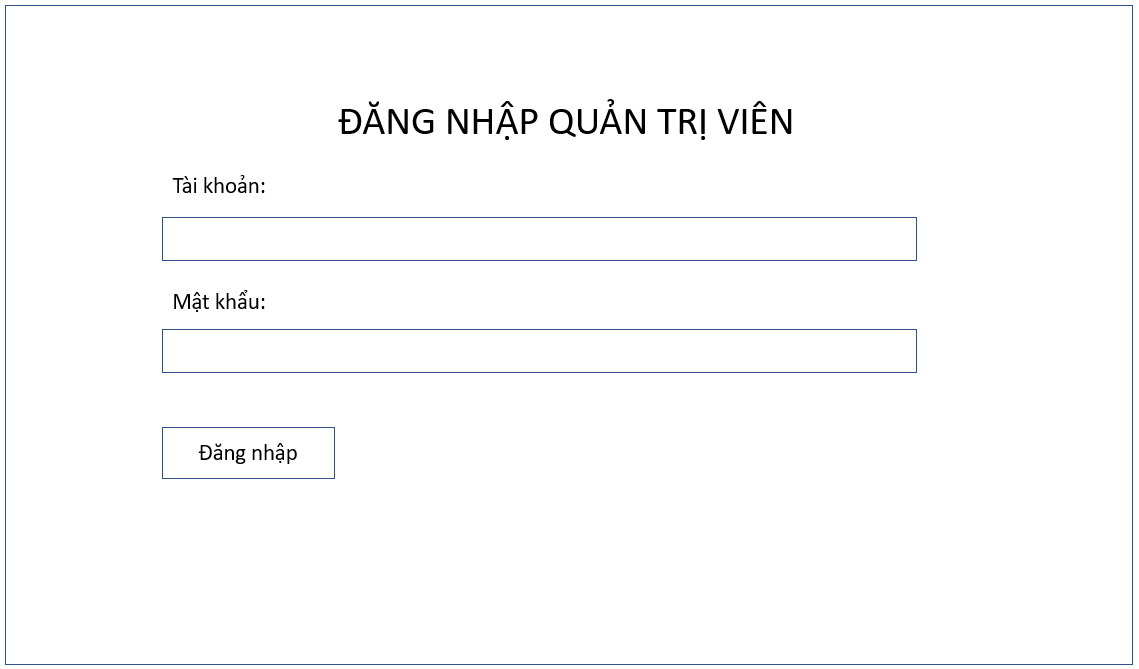 ĐĂNG NHẬP QUẢN TRỊ VIÊN
Tài khoản:
Mật khẩu:
Đăng nhập